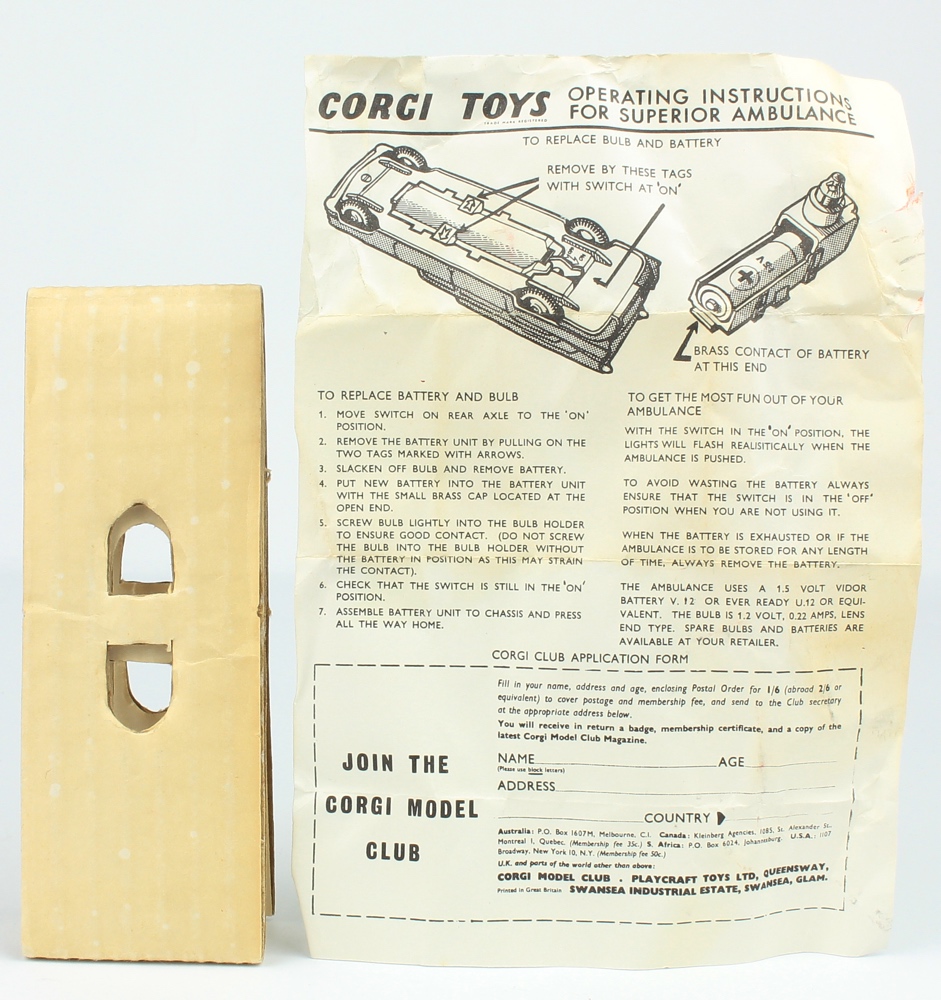 CORGI TOYS
TRADE MARK REGISTERED
OPERATING INSTRUCTIONS
FOR SUPERIOR AMBULANCE
TO REPLACE BULB AND BATTERY
REMOVE BY THESE TAGS
WITH SWITCH AT 'ON'
BRASS CONTACT OF BATTERY
AT THIS END
TO REPLACE BATTERY AND BULB
1. MOVE SWITCH ON REAR AXLE TO THE 'ON'
POSITION.
2. REMOVE THE BATTERY UNIT BY PULLING ON THE
TWO TAGS MARKED WITH ARROWS.
3. SLACKEN OFF BULB AND REMOVE BATTERY.
4. PUT NEW BATTERY INTO THE BATTERY UNIT
WITH THE SMALL BRASS CAP LOCATED AT THE
OPEN END.
5. SCREW BULB LIGHTLY INTO THE BULB HOLDER
TO ENSURE GOOD CONTACT. (DO NOT SCREW
THE BULB INTO THE BULB HOLDER WITHOUT
THE BATTERY IN POSITION AS THIS MAY STRAIN
THE CONTACT).
6. CHECK THAT THE SWITCH IS STILL IN THE 'ON'
POSITION.
7. ASSEMBLE BATTERY UNIT TO CHASSIS AND PRESS
ALL THE WAY HOME.
TO GET THE MOST FUN OUT OF YOUR
AMBULANCE
WITH THE SWITCH IN THE 'ON' POSITION, THE
LIGHTS WILL FLASH REALISITICALLY WHEN THE
AMBULANCE IS PUSHED.
TO AVOID WASTING THE BATTERY ALWAYS
ENSURE THAT THE SWITCH IS IN THE 'OFF'
POSITION WHEN YOU ARE NOT USING IT.
WHEN THE BATTERY IS EXHAUSTED OR IF THE
AMBULANCE IS TO BE STORED FOR ANY LENGTH
OF TIME, ALWAYS REMOVE THE BATTERY.
THE AMBULANCE USES A 1.5 VOLT VIDOR
BATTERY V. 12 OR EVER READY U.12 OR EQUI-
VALENT. THE BULB IS 1.2 VOLT, 0.22 AMPS, LENS
END TYPE. SPARE BULBS AND BATTERIES ARE
AVAILABLE AT YOUR RETAILER.
CORGI CLUB APPLICATION FORM
JOIN THE
CORGI MODEL
CLUB
Fill in your name, address and age, enclosing Postal Order for 1/6 (abroad 2/6 or
equivalent) to cover postage and membership fee, and send to the Club secretary
at the appropriate address below.
You will receive in return a badge, membership certificate, and a copy of the
latest Corgi Model Club Magazine.
NAME AGE
(Please use block letters)
ADDRESS
COUNTRY
Australia: P.O. Box 1607M, Melbourne, C.I. Canada: Kleinberg Agencies, 1085, St. Alexander St.,
Montreal 1, Quebec. (Membership fee 35c.) S. Africa: P.O. Box 6024, Johannesburg. U.S.A.: 1107
Broadway, New York 10, N.Y. (Membership fee 50c.)
U.K. and parts of the world other than above:
CORGI MODEL CLUB . PLAYCRAFT TOYS LTD, QUEENSWAY,
Printed in Great Britain SWANSEA INDUSTRIAL ESTATE, SWANSEA, GLAM.